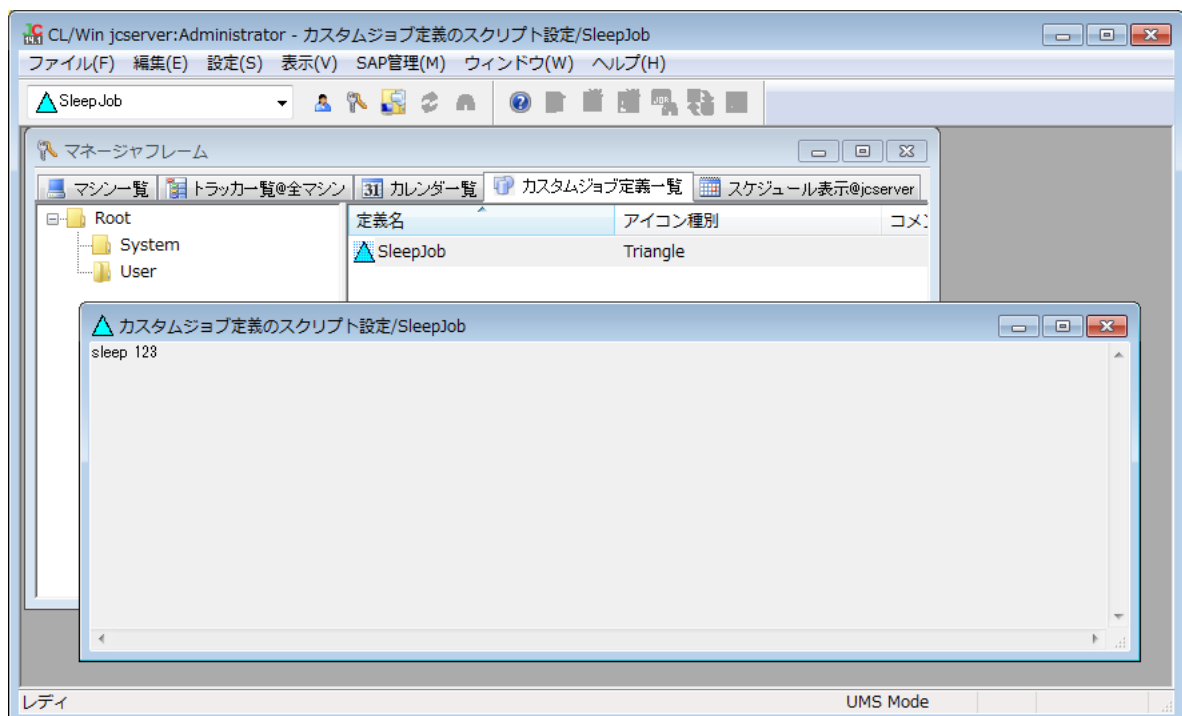 CL/Win jcserver:Administrator - カスタムジョブ定義のスクリプト設定/SleepJob
ファイル(F) 編集(E) 設定(S) 表示(V) SAP管理(M) ウィンドウ(W) ヘルプ(H)
SleepJob
マネージャフレーム
マシン一覧 トラッカ一覧@全マシン 31 カレンダー一覧 カスタムジョブ定義一覧 スケジュール表示@jcserver
Root 定義名 アイコン種別 コメン
System SleepJob Triangle
User
カスタムジョブ定義のスクリプト設定/SleepJob
sleep 123
レディ UMS Mode